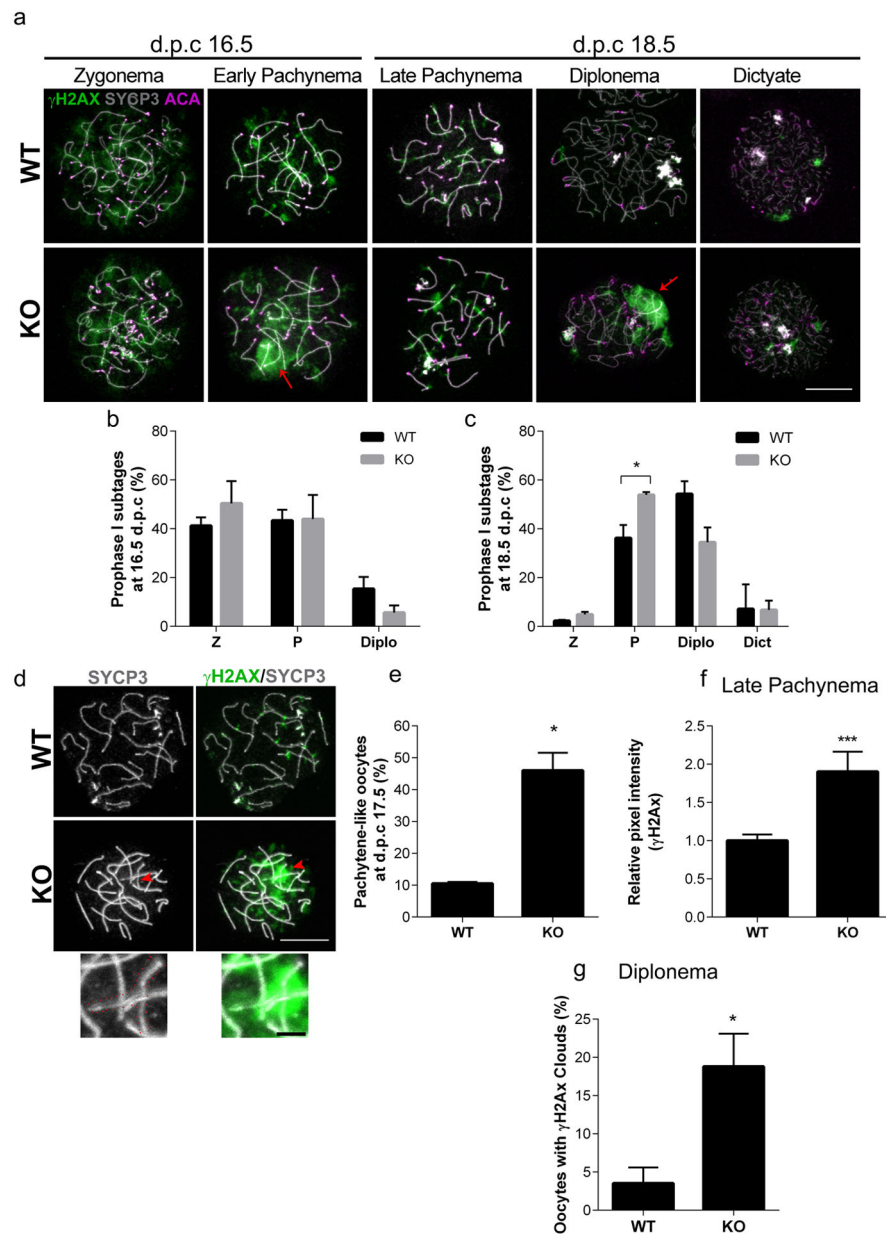 a
d.p.c 16.5
d.p.c 18.5
Zygonema
Early Pachynema
Late Pachynema
Diplonema
Dictyate
γH2AX SY6P3 ACA
WT
KO
b
80
60
40
20
0
Prophase I subtages
at 16.5 d.p.c (%)
WT
KO
Z
P
Diplo
c
80
60
40
20
0
Prophase I substages
at 18.5 d.p.c (%)
*
WT
KO
Z
P
Diplo
Dict
d
SYCP3
γH2AX/SYCP3
WT
KO
e
60
50
40
30
20
10
0
Pachytene-like oocytes
at d.p.c 17.5 (%)
*
WT
KO
f
Late Pachynema
2.5
2.0
1.5
1.0
0.5
0.0
Relative pixel intensity
(γH2Ax)
***
WT
KO
g
Diplonema
25
20
15
10
5
0
Oocytes with γH2Ax Clouds (%)
*
WT
KO